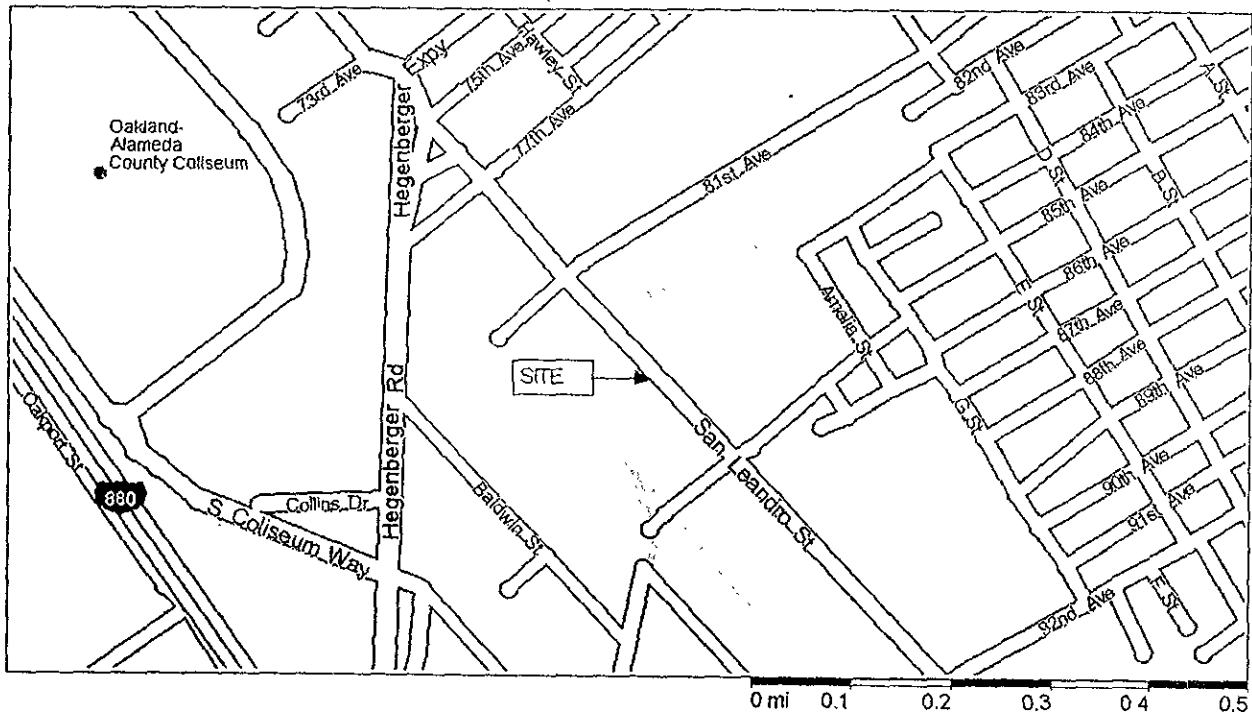 Hegenberger Expy
73rd Ave
75th Ave
Hawley St
77th Ave
81st Ave
82nd Ave
83rd Ave
84th Ave
85th Ave
86th Ave
87th Ave
88th Ave
89th Ave
90th Ave
91st Ave
92nd Ave
A St
B St
D St
E St
E St
G St
Amelia St
Oakland-
Alameda
County Coliseum
SITE
San Leandro St
Hegenberger Rd
Baldwin St
Collins Dr
S Coliseum Way
Oakport St
880
0 mi 0.1 0.2 0.3 0 4 0.5